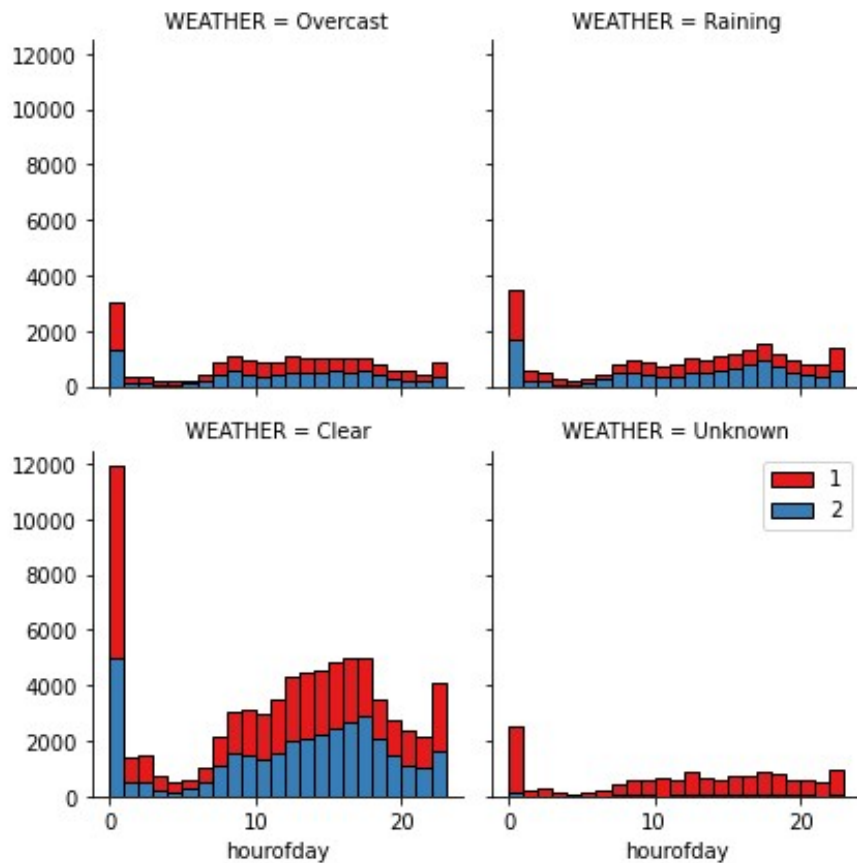 WEATHER = Overcast
WEATHER = Raining
12000
10000
8000
6000
4000
2000
0
WEATHER = Clear
WEATHER = Unknown
12000
10000
8000
6000
4000
2000
0
1
2
0 10 20
0 10 20
hourofday
hourofday